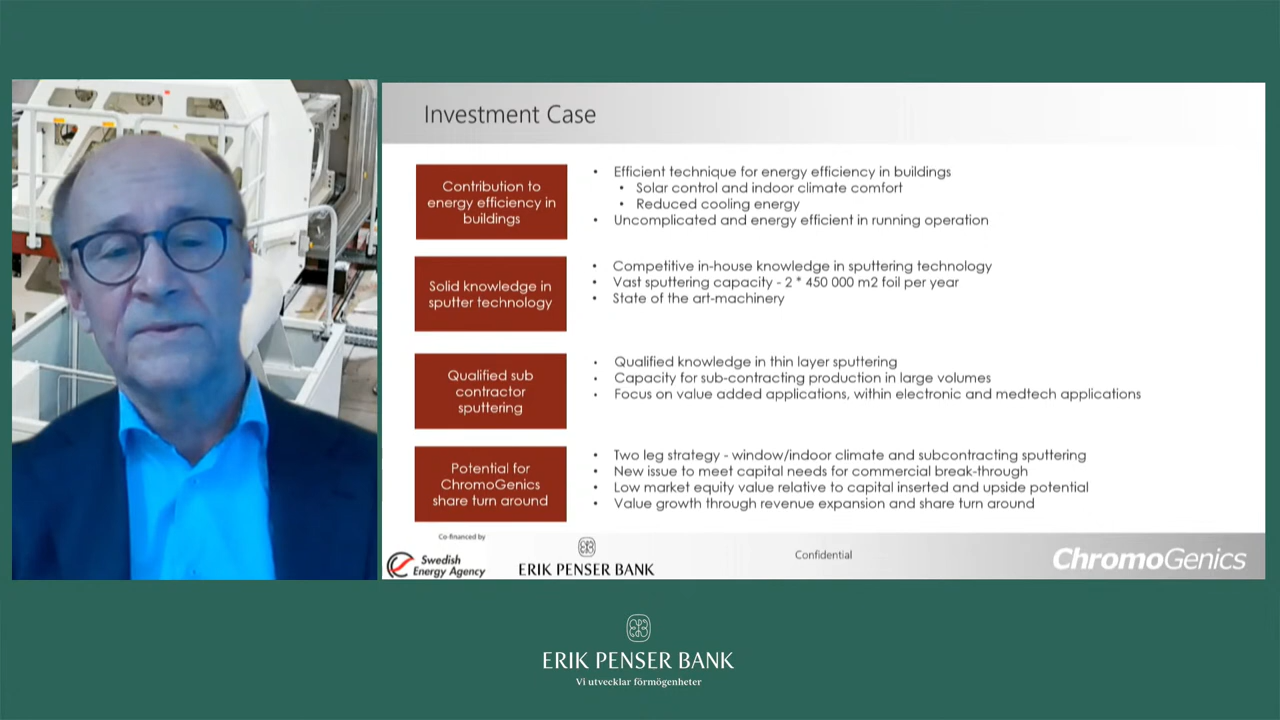 Investment Case
Contribution to
energy efficiency in
buildings
• Efficient technique for energy efficiency in buildings
• Solar control and indoor climate comfort
• Reduced cooling energy
• Uncomplicated and energy efficient in running operation
Solid knowledge in
sputter technology
• Competitive in-house knowledge in sputtering technology
• Vast sputtering capacity - 2 * 450 000 m2 foil per year
• State of the art-machinery
Qualified sub
contractor
sputtering
• Qualified knowledge in thin layer sputtering
• Capacity for sub-contracting production in large volumes
• Focus on value added applications, within electronic and medtech applications
Potential for
ChromoGenics
share turn around
• Two leg strategy - window/indoor climate and subcontracting sputtering
• New issue to meet capital needs for commercial break-through
• Low market equity value relative to capital inserted and upside potential
• Value growth through revenue expansion and share turn around
Co-financed by
Swedish
Energy Agency
ERIK PENSER BANK
Confidential
ChromoGenics
ERIK PENSER BANK
Vi utvecklar förmögenheter